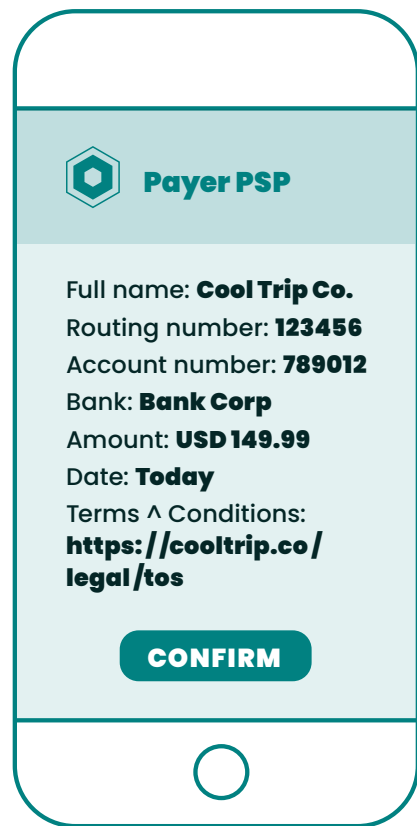 Payer PSP
Full name: Cool Trip Co.
Routing number: 123456
Account number: 789012
Bank: Bank Corp
Amount: USD 149.99
Date: Today
Terms ^ Conditions:
https://cooltrip.co/
legal/tos
CONFIRM